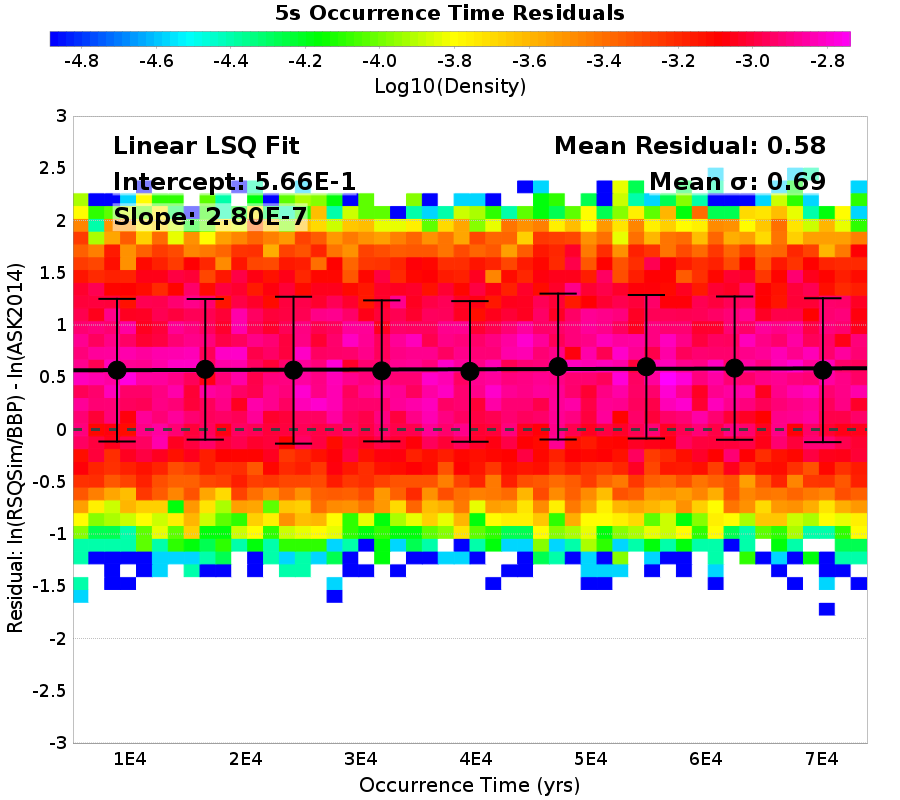 5s Occurrence Time Residuals
-4.8 -4.6 -4.4 -4.2 -4.0 -3.8 -3.6 -3.4 -3.2 -3.0 -2.8
Log10(Density)
Linear LSQ Fit
Intercept: 5.66E-1
Slope: 2.80E-7
Mean Residual: 0.58
Mean σ: 0.69
Residual: ln(RSQSim/BBP) - ln(ASK2014)
3
2.5
2
1.5
1
0.5
0
-0.5
-1
-1.5
-2
-2.5
-3
1E4 2E4 3E4 4E4 5E4 6E4 7E4
Occurrence Time (yrs)